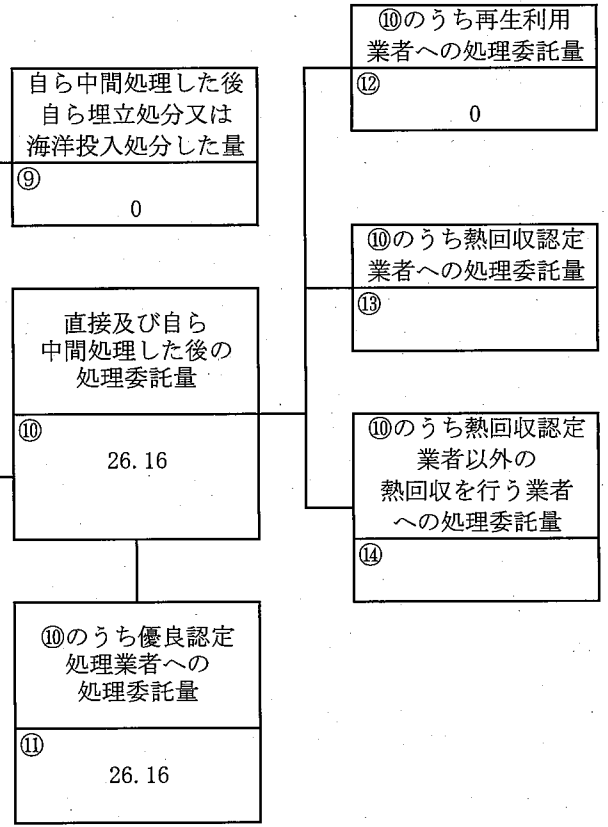 自ら中間処理した後
自ら埋立処分又は
海洋投入処分した量
⑨
0
直接及び自ら
中間処理した後の
処理委託量
⑩
26.16
⑩のうち優良認定
処理業者への
処理委託量
⑪
26.16
⑩のうち再生利用
業者への処理委託量
⑫
0
⑩のうち熱回収認定
業者への処理委託量
⑬
⑩のうち熱回収認定
業者以外の
熱回収を行う業者
への処理委託量
⑭